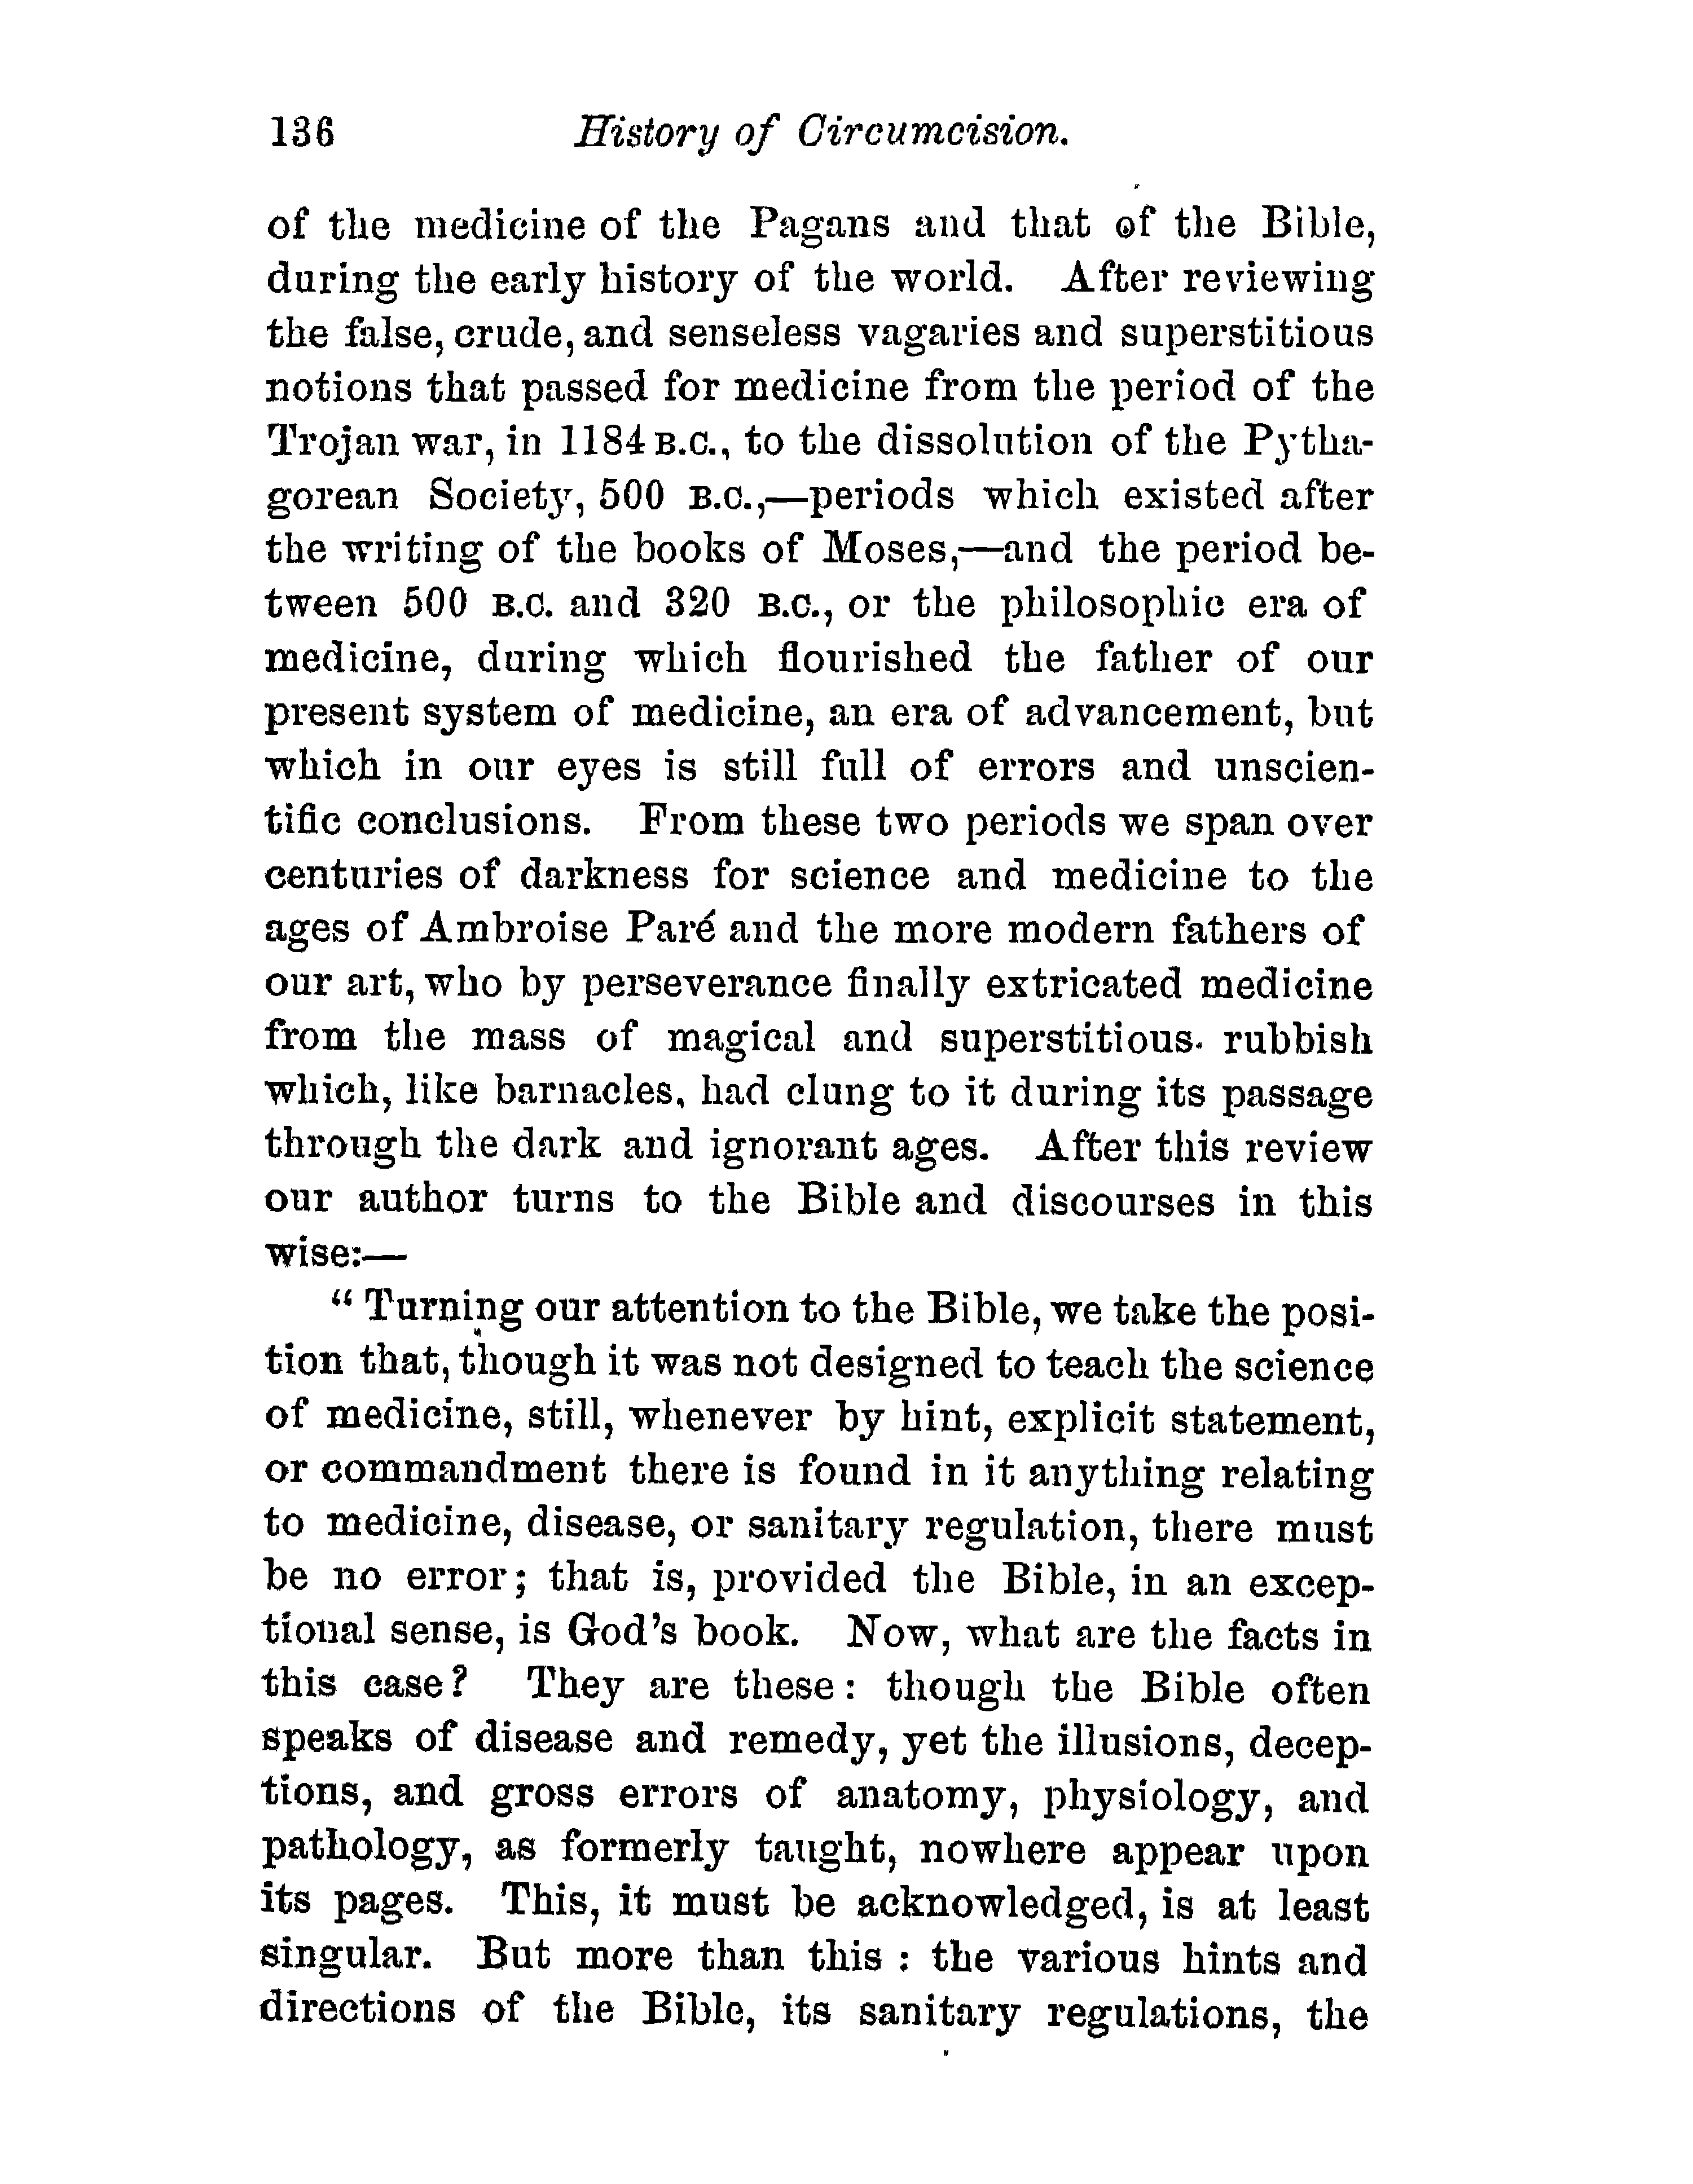 136 History of Circumcision.
of the medicine of the Pagans and that of the Bible,
during the early history of the world. After reviewing
the false, crude, and senseless vagaries and superstitious
notions that passed for medicine from the period of the
Trojan war, in 1184 B.C., to the dissolution of the Pytha-
gorean Society, 500 B.C.,—periods which existed after
the writing of the books of Moses,—and the period be-
tween 500 B.C. and 320 B.C., or the philosophic era of
medicine, during which flourished the father of our
present system of medicine, an era of advancement, but
which in our eyes is still full of errors and unscien-
tific conclusions. From these two periods we span over
centuries of darkness for science and medicine to the
ages of Ambroise Paré and the more modern fathers of
our art, who by perseverance finally extricated medicine
from the mass of magical and superstitious rubbish
which, like barnacles, had clung to it during its passage
through the dark and ignorant ages. After this review
our author turns to the Bible and discourses in this
wise:—
“Turning our attention to the Bible, we take the posi-
tion that, though it was not designed to teach the science
of medicine, still, whenever by hint, explicit statement,
or commandment there is found in it anything relating
to medicine, disease, or sanitary regulation, there must
be no error; that is, provided the Bible, in an excep-
tional sense, is God's book. Now, what are the facts in
this case? They are these: though the Bible often
speaks of disease and remedy, yet the illusions, decep-
tions, and gross errors of anatomy, physiology, and
pathology, as formerly taught, nowhere appear upon
its pages. This, it must be acknowledged, is at least
singular. But more than this: the various hints and
directions of the Bible, its sanitary regulations, the